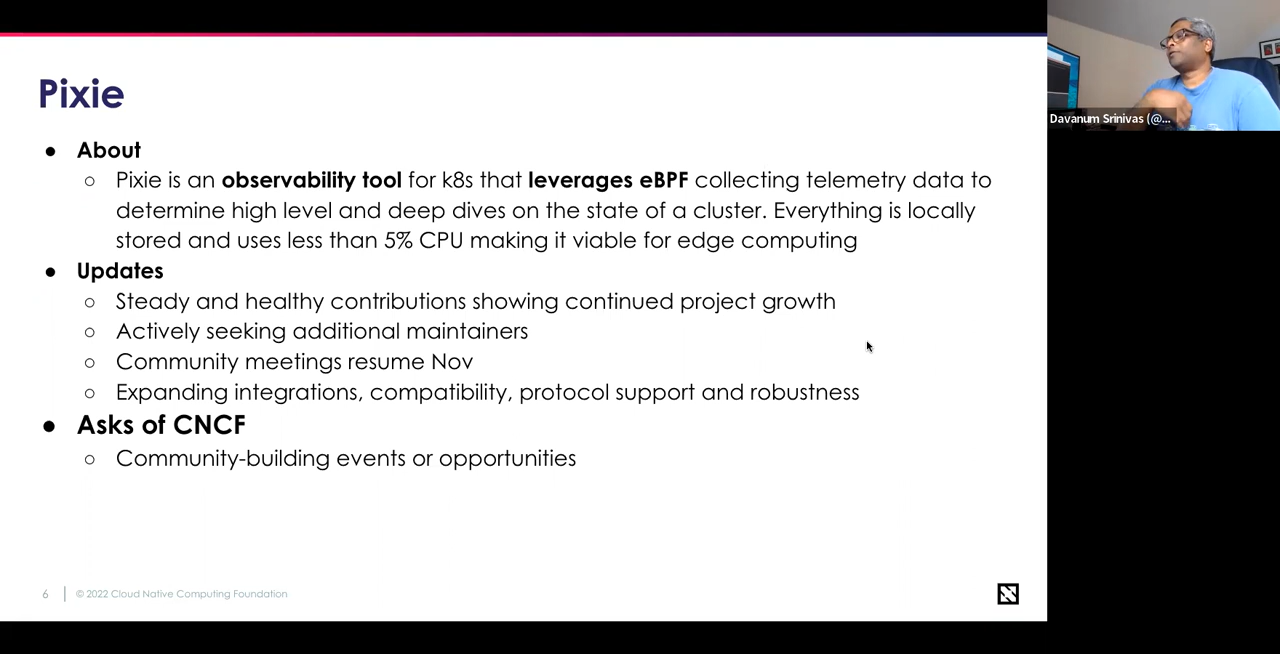 Pixie
● About
○ Pixie is an observability tool for k8s that leverages eBPF collecting telemetry data to
determine high level and deep dives on the state of a cluster. Everything is locally
stored and uses less than 5% CPU making it viable for edge computing
● Updates
○ Steady and healthy contributions showing continued project growth
○ Actively seeking additional maintainers
○ Community meetings resume Nov
○ Expanding integrations, compatibility, protocol support and robustness
● Asks of CNCF
○ Community-building events or opportunities
6 | © 2022 Cloud Native Computing Foundation
Davanum Srinivas (@...